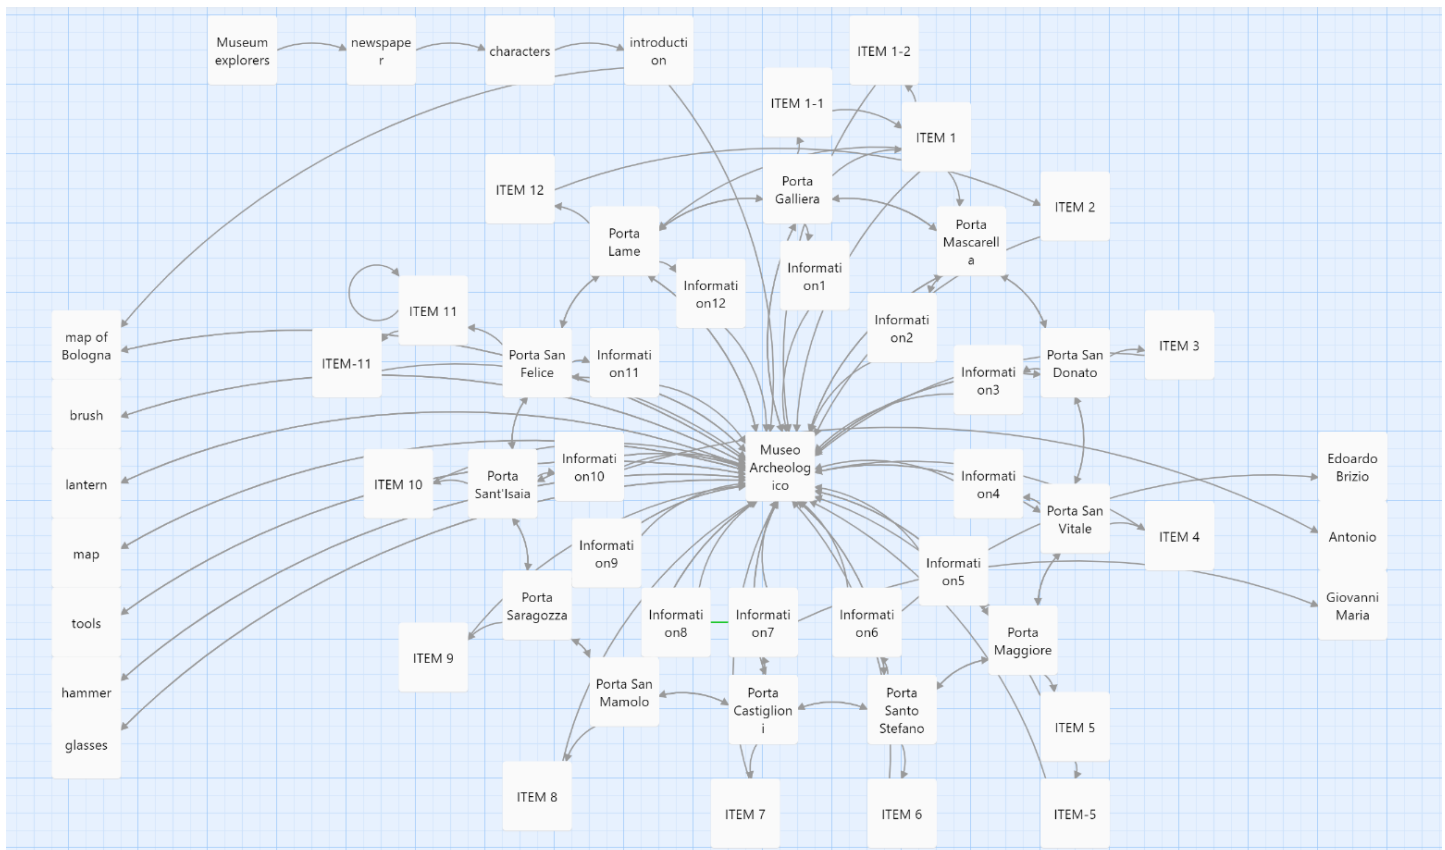 Museum
explorers
newspape
r
characters
introducti
on
ITEM 1-2
ITEM 1-1
ITEM 1
ITEM 12
Porta
Galliera
ITEM 2
Porta
Lame
Porta
Mascarell
a
Informati
on1
Informati
on12
ITEM 11
Informati
on2
map of
Bologna
ITEM-11
Porta San
Felice
Informati
on11
Informati
on3
Porta San
Donato
ITEM 3
brush
Museo
Archeolog
ico
Edoardo
Brizio
lantern
ITEM 10
Porta
Sant'Isaia
Informati
on10
Informati
on4
Porta San
Vitale
ITEM 4
Antonio
map
Informati
on9
Informati
on5
tools
Porta
Saragozza
Informati
on8
Informati
on7
Informati
on6
Giovanni
Maria
ITEM 9
Porta
Maggiore
hammer
Porta San
Mamolo
Porta
Castiglion
i
Porta
Santo
Stefano
glasses
ITEM 5
ITEM 8
ITEM 7
ITEM 6
ITEM-5